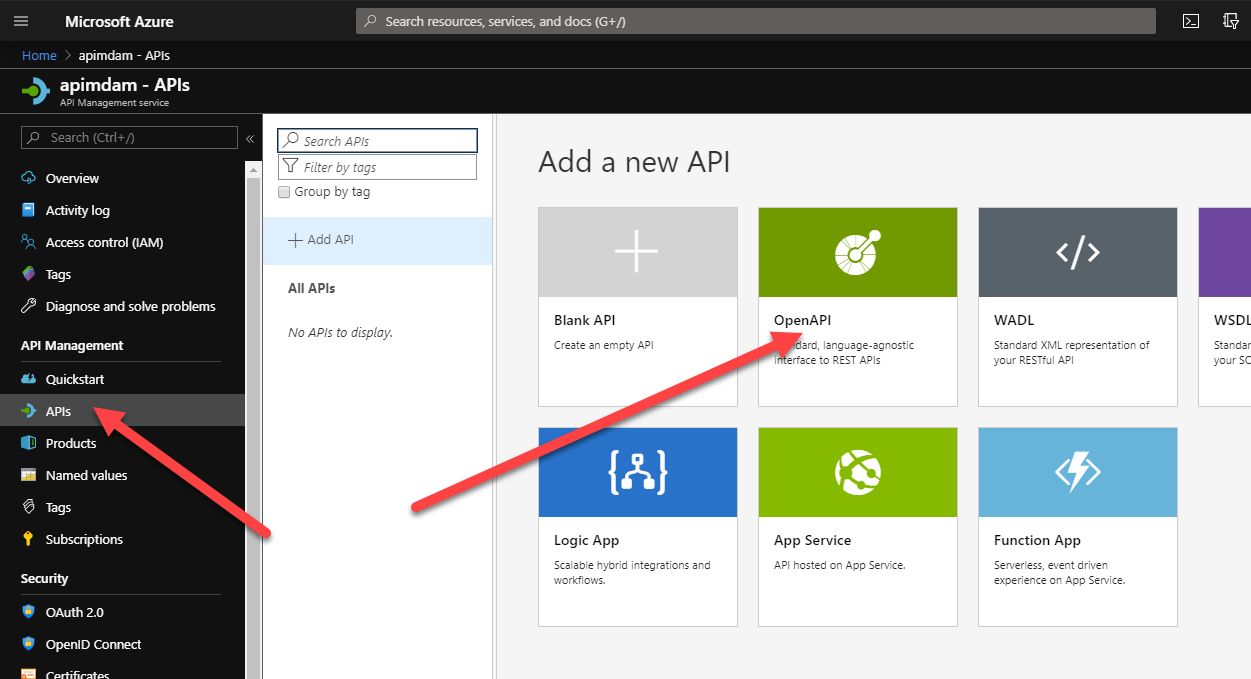 Microsoft Azure
Search resources, services, and docs (G+/)
Home > apimdam - APIs
apimdam - APIs
API Management service
Search (Ctrl+/)
«
Overview
Activity log
Access control (IAM)
Tags
Diagnose and solve problems
API Management
Quickstart
APIs
Products
Named values
Tags
Subscriptions
Security
OAuth 2.0
OpenID Connect
Certificates
Search APIs
Filter by tags
Group by tag
Add API
All APIs
No APIs to display.
Add a new API
Blank API
Create an empty API
OpenAPI
Standard, language-agnostic
interface to REST APIs
WADL
Standard XML representation of
your RESTful API
WSDL
Standar
your SO
Logic App
Scalable hybrid integrations and
workflows.
App Service
API hosted on App Service.
Function App
Serverless, event driven
experience on App Service.